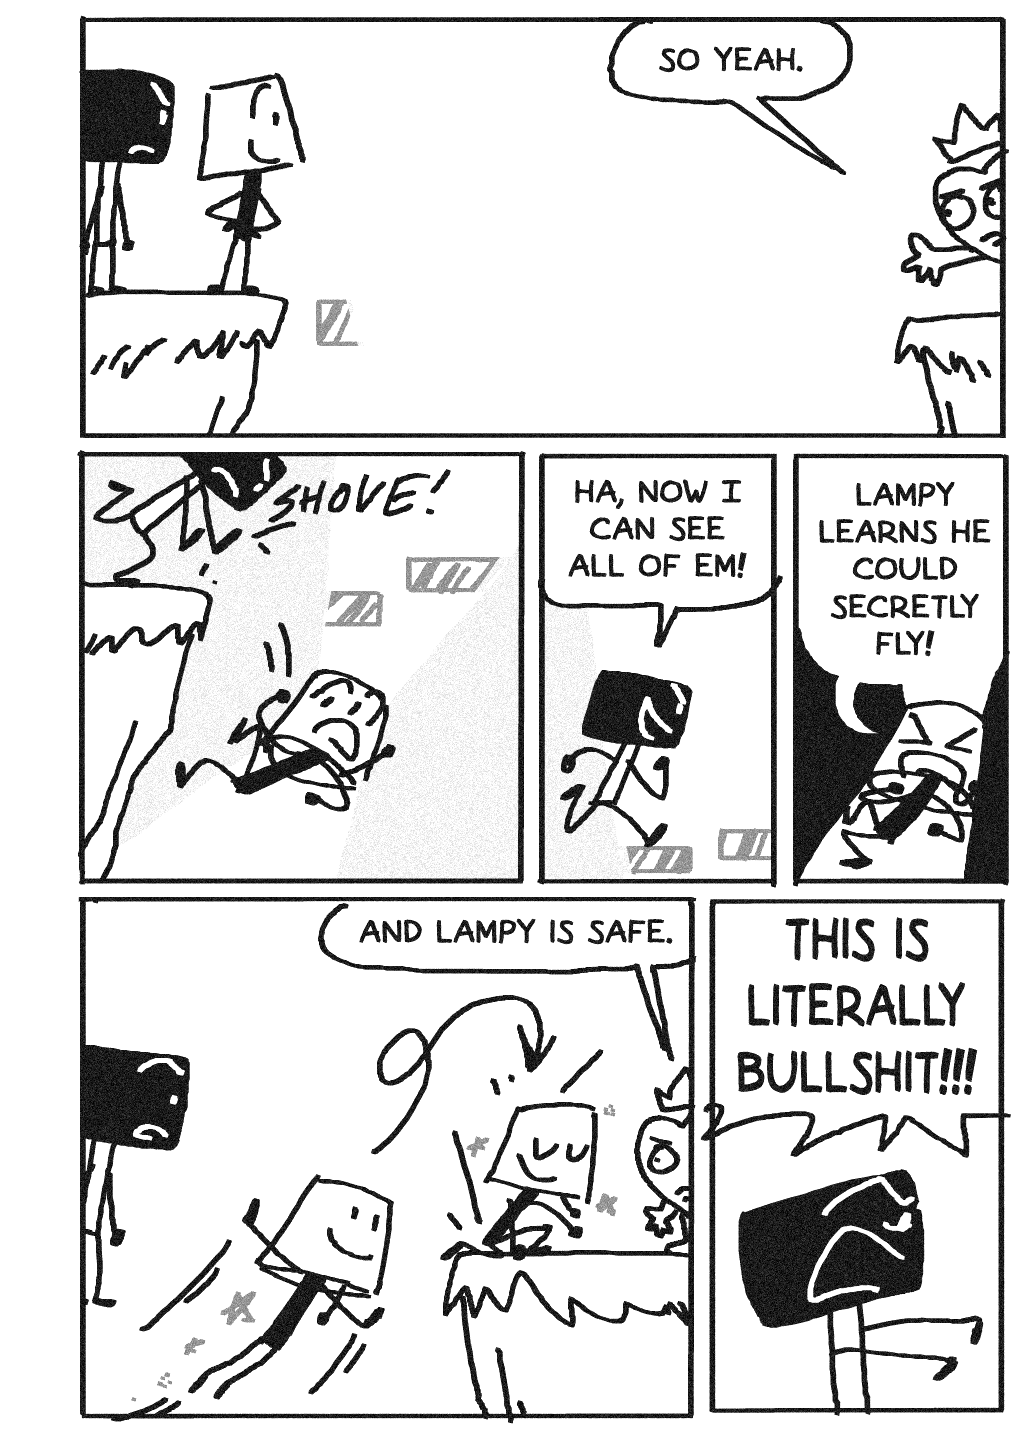 SO YEAH.
SHOVE!
HA, NOW I
CAN SEE
ALL OF EM!
LAMPY
LEARNS HE
COULD
SECRETLY
FLY!
AND LAMPY IS SAFE.
THIS IS
LITERALLY
BULLSHIT!!!